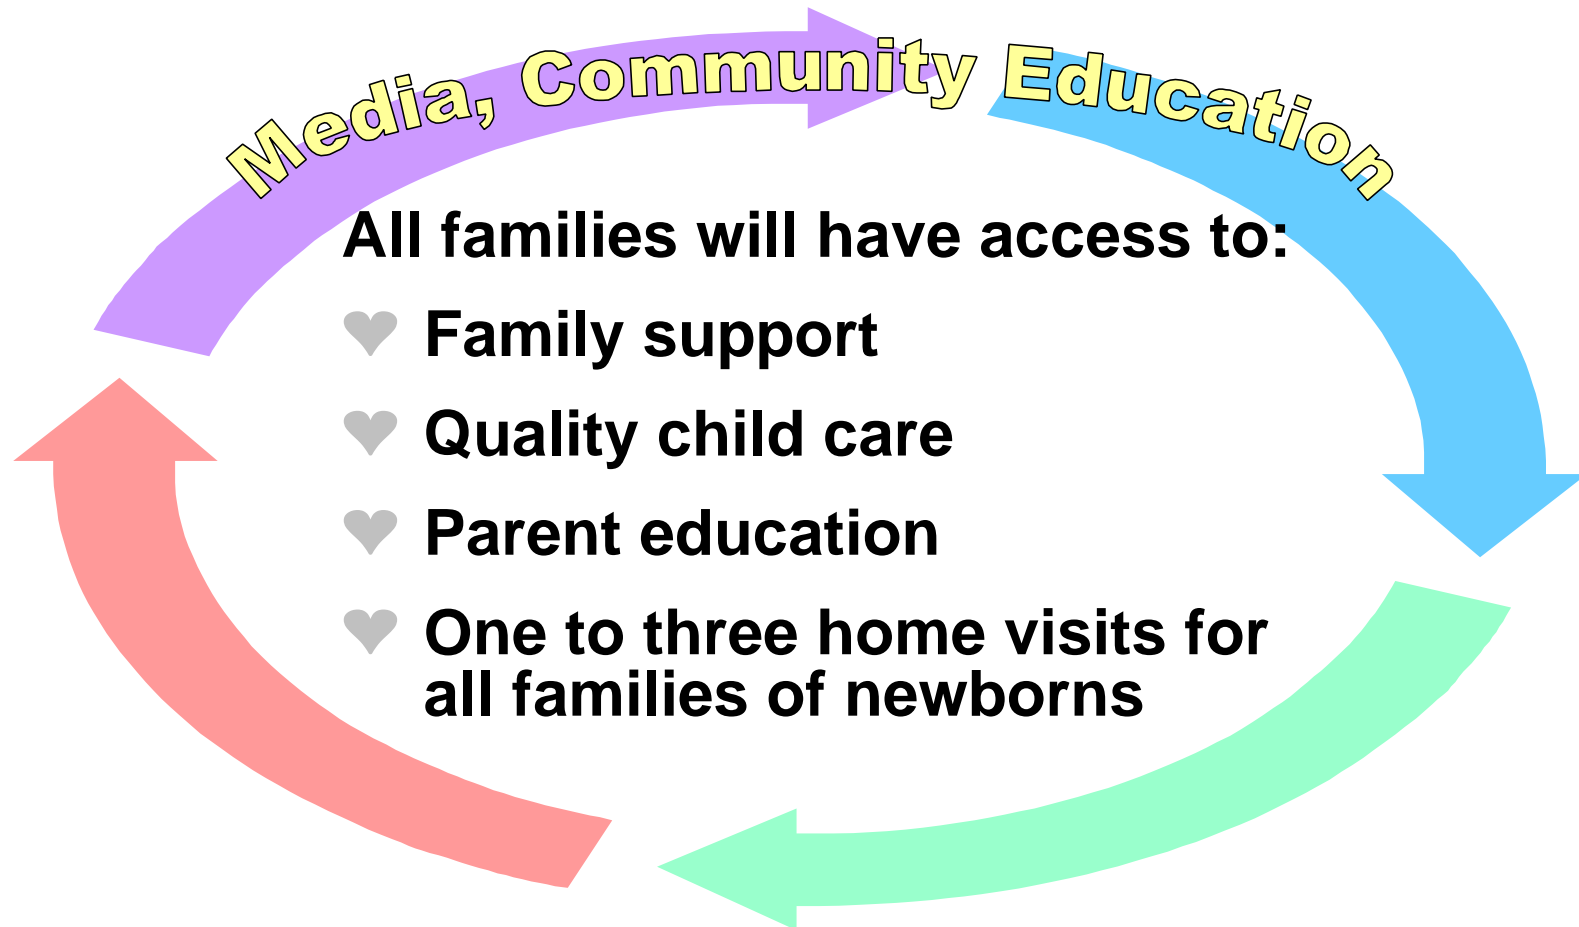 Media, Community Education
All families will have access to:
Family support
Quality child care
Parent education
One to three home visits for
all families of newborns